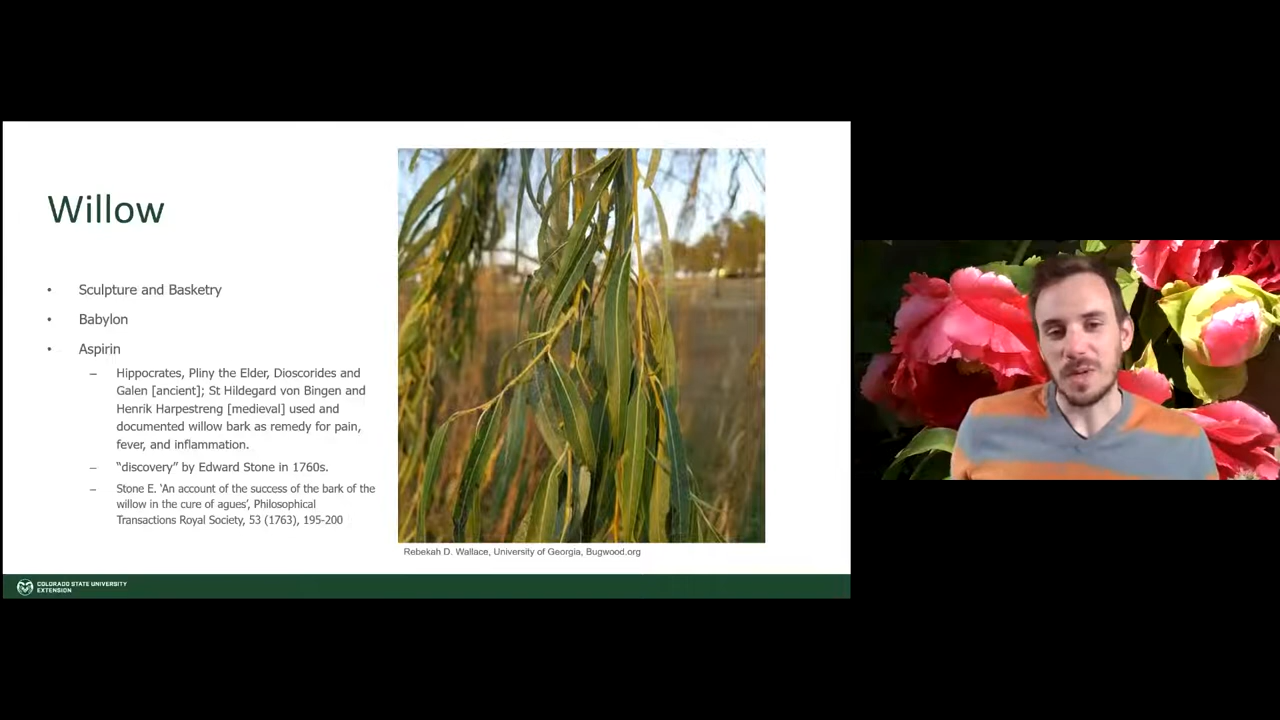 Willow
• Sculpture and Basketry
• Babylon
• Aspirin
– Hippocrates, Pliny the Elder, Dioscorides and
Galen [ancient]; St Hildegard von Bingen and
Henrik Harpestreng [medieval] used and
documented willow bark as remedy for pain,
fever, and inflammation.
– “discovery” by Edward Stone in 1760s.
– Stone E. ‘An account of the success of the bark of the
willow in the cure of agues’, Philosophical
Transactions Royal Society, 53 (1763), 195-200
Rebekah D. Wallace, University of Georgia, Bugwood.org
COLORADO STATE UNIVERSITY
EXTENSION